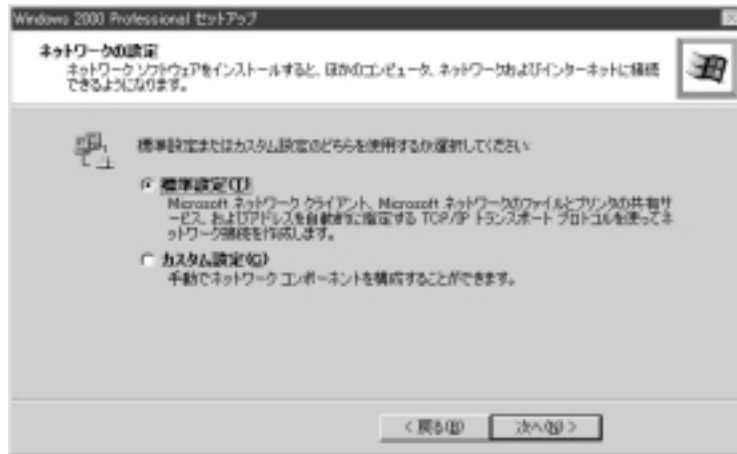 Windows 2000 Professional セットアップ
ネットワークの設定
ネットワーク ソフトウェアをインストールすると、ほかのコンピュータ、ネットワークおよびインターネットに接続
できるようになります。
標準設定またはカスタム設定のどちらを使用するか選択してください
標準設定(T)
Microsoft ネットワーク クライアント、Microsoft ネットワークのファイルとプリンタの共有サ
ービス、およびアドレスを自動的に指定する TCP/IP トランスポート プロトコルを使ってネ
ットワーク接続を作成します。
カスタム設定(C)
手動でネットワーク コンポーネントを構成することができます。
< 戻る(B)
次へ(N) >